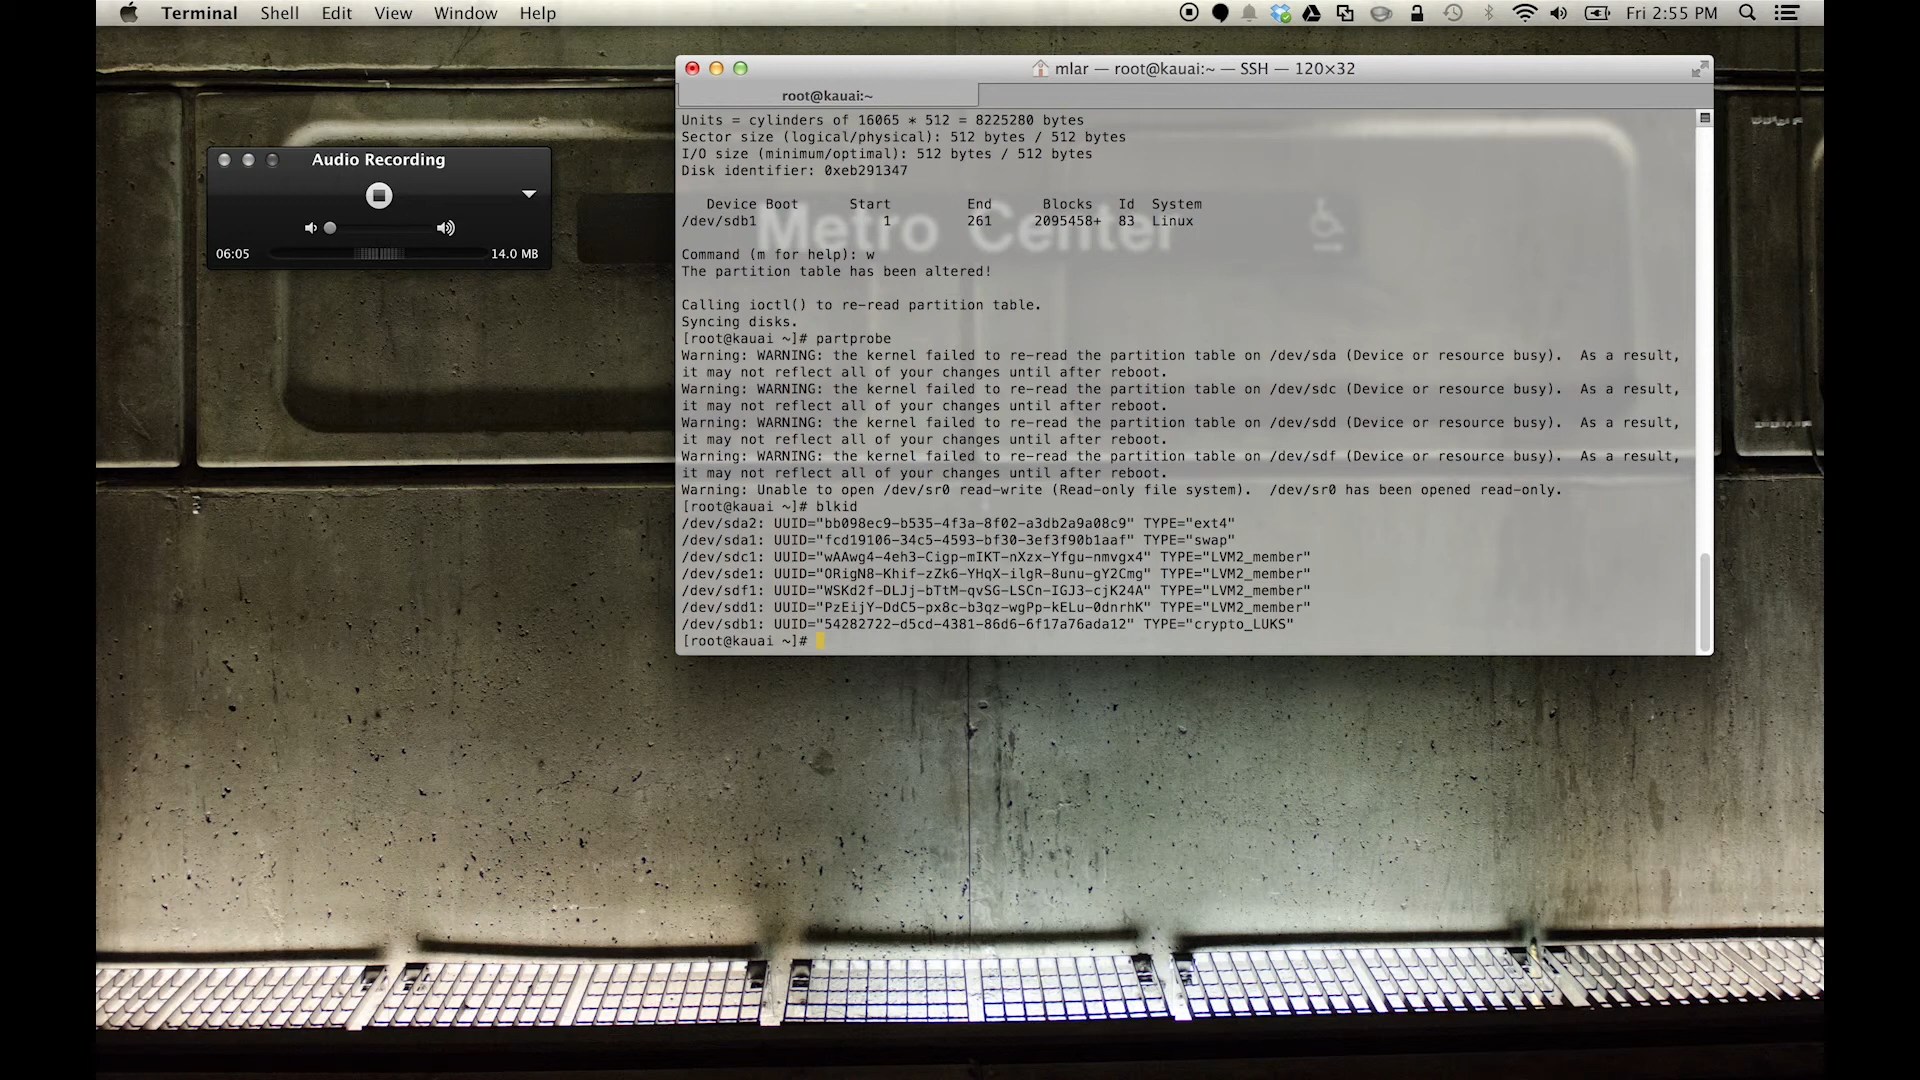 Terminal Shell Edit View Window Help Fri 2:55 PM
mlar — root@kauai:~ — SSH — 120×32
root@kauai:~
Units = cylinders of 16065 * 512 = 8225280 bytes
Sector size (logical/physical): 512 bytes / 512 bytes
I/O size (minimum/optimal): 512 bytes / 512 bytes
Disk identifier: 0xeb291347
Device Boot Start End Blocks Id System
/dev/sdb1 1 261 2095458+ 83 Linux
Command (m for help): w
The partition table has been altered!
Calling ioctl() to re-read partition table.
Syncing disks.
[root@kauai ~]# partprobe
Warning: WARNING: the kernel failed to re-read the partition table on /dev/sda (Device or resource busy).  As a result,
it may not reflect all of your changes until after reboot.
Warning: WARNING: the kernel failed to re-read the partition table on /dev/sdc (Device or resource busy).  As a result,
it may not reflect all of your changes until after reboot.
Warning: WARNING: the kernel failed to re-read the partition table on /dev/sdd (Device or resource busy).  As a result,
it may not reflect all of your changes until after reboot.
Warning: WARNING: the kernel failed to re-read the partition table on /dev/sdf (Device or resource busy).  As a result,
it may not reflect all of your changes until after reboot.
Warning: Unable to open /dev/sr0 read-write (Read-only file system).  /dev/sr0 has been opened read-only.
[root@kauai ~]# blkid
/dev/sda2: UUID="bb098ec9-b535-4f3a-8f02-a3db2a9a08c9" TYPE="ext4"
/dev/sda1: UUID="fcd19106-34c5-4593-bf30-3ef3f90b1aaf" TYPE="swap"
/dev/sdc1: UUID="wAAwg4-4eh3-Cigp-mIKT-nXzx-Yfgu-nmvgx4" TYPE="LVM2_member"
/dev/sde1: UUID="ORigN8-Khif-zZk6-YHqX-ilgR-8unu-gY2Cmg" TYPE="LVM2_member"
/dev/sdf1: UUID="WSKd2f-DLJj-bTtM-qvSG-LSCn-IGJ3-cjK24A" TYPE="LVM2_member"
/dev/sdd1: UUID="PzEijY-DdC5-px8c-b3qz-wgPp-kELu-0dnrhK" TYPE="LVM2_member"
/dev/sdb1: UUID="54282722-d5cd-4381-86d6-6f17a76ada12" TYPE="crypto_LUKS"
[root@kauai ~]#
Audio Recording
06:05 14.0 MB
Metro Center